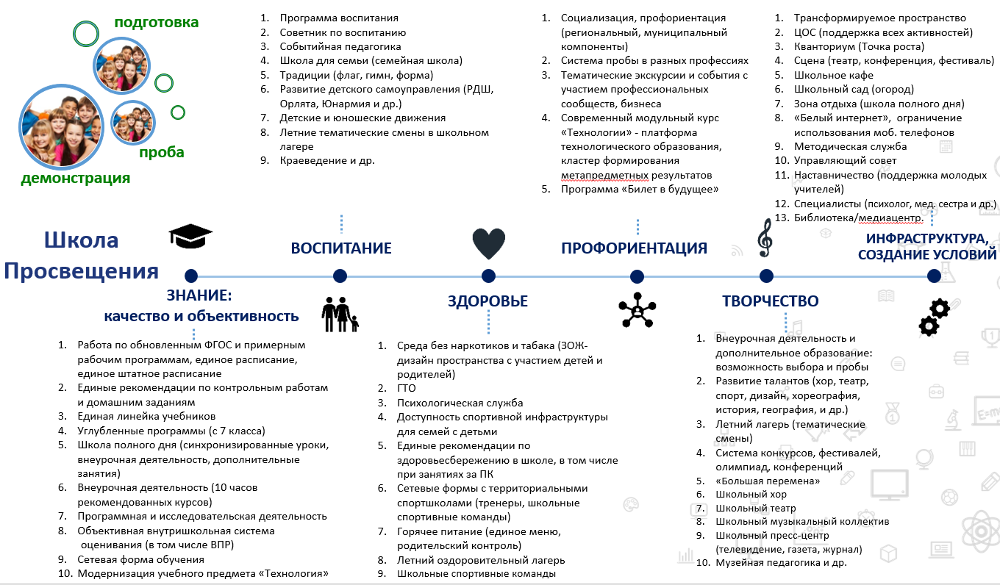 подготовка
проба
демонстрация
1. Программа воспитания
2. Советник по воспитанию
3. Событийная педагогика
4. Школа для семьи (семейная школа)
5. Традиции (флаг, гимн, форма)
6. Развитие детского самоуправления (РДШ,
Орлята, Юнармия и др.)
7. Детские и юношеские движения
8. Летние тематические смены в школьном
лагере
9. Краеведение и др.
1. Социализация, профориентация
(региональный, муниципальный
компоненты)
2. Система пробы в разных профессиях
3. Тематические экскурсии и события с
участием профессиональных
сообществ, бизнеса
4. Современный модульный курс
«Технологии» - платформа
технологического образования,
кластер формирования
метапредметных результатов
5. Программа «Билет в будущее»
1. Трансформируемое пространство
2. ЦОС (поддержка всех активностей)
3. Кванториум (Точка роста)
4. Сцена (театр, конференция, фестиваль)
5. Школьное кафе
6. Школьный сад (огород)
7. Зона отдыха (школа полного дня)
8. «Белый интернет», ограничение
использования моб. телефонов
9. Методическая служба
10. Управляющий совет
11. Наставничество (поддержка молодых
учителей)
12. Специалисты (психолог, мед. сестра и др.)
13. Библиотека/медиацентр.
Школа
Просвещения
ВОСПИТАНИЕ
ПРОФОРИЕНТАЦИЯ
ИНФРАСТРУКТУРА,
СОЗДАНИЕ УСЛОВИЙ
ЗНАНИЕ:
качество и объективность
ЗДОРОВЬЕ
ТВОРЧЕСТВО
1. Работа по обновленным ФГОС и примерным
рабочим программам, единое расписание,
единое штатное расписание
2. Единые рекомендации по контрольным работам
и домашним заданиям
3. Единая линейка учебников
4. Углубленные программы (с 7 класса)
5. Школа полного дня (синхронизированные уроки,
внеурочная деятельность, дополнительные
занятия)
6. Внеурочная деятельность (10 часов
рекомендованных курсов)
7. Программная и исследовательская деятельность
8. Объективная внутришкольная система
оценивания (в том числе ВПР)
9. Сетевая форма обучения
10. Модернизация учебного предмета «Технология»
1. Среда без наркотиков и табака (ЗОЖ-
дизайн пространства с участием детей и
родителей)
2. ГТО
3. Психологическая служба
4. Доступность спортивной инфраструктуры
для семей с детьми
5. Единые рекомендации по
здоровьесбережению в школе, в том числе
при занятиях за ПК
6. Сетевые формы с территориальными
спортшколами (тренеры, школьные
спортивные команды)
7. Горячее питание (единое меню,
родительский контроль)
8. Летний оздоровительный лагерь
9. Школьные спортивные команды
1. Внеурочная деятельность и
дополнительное образование:
возможность выбора и пробы
2. Развитие талантов (хор, театр,
спорт, дизайн, хореография,
история, география, и др.)
3. Летний лагерь (тематические
смены)
4. Система конкурсов, фестивалей,
олимпиад, конференций
5. «Большая перемена»
6. Школьный хор
7. Школьный театр
8. Школьный музыкальный коллектив
9. Школьный пресс-центр
(телевидение, газета, журнал)
10. Музейная педагогика и др.